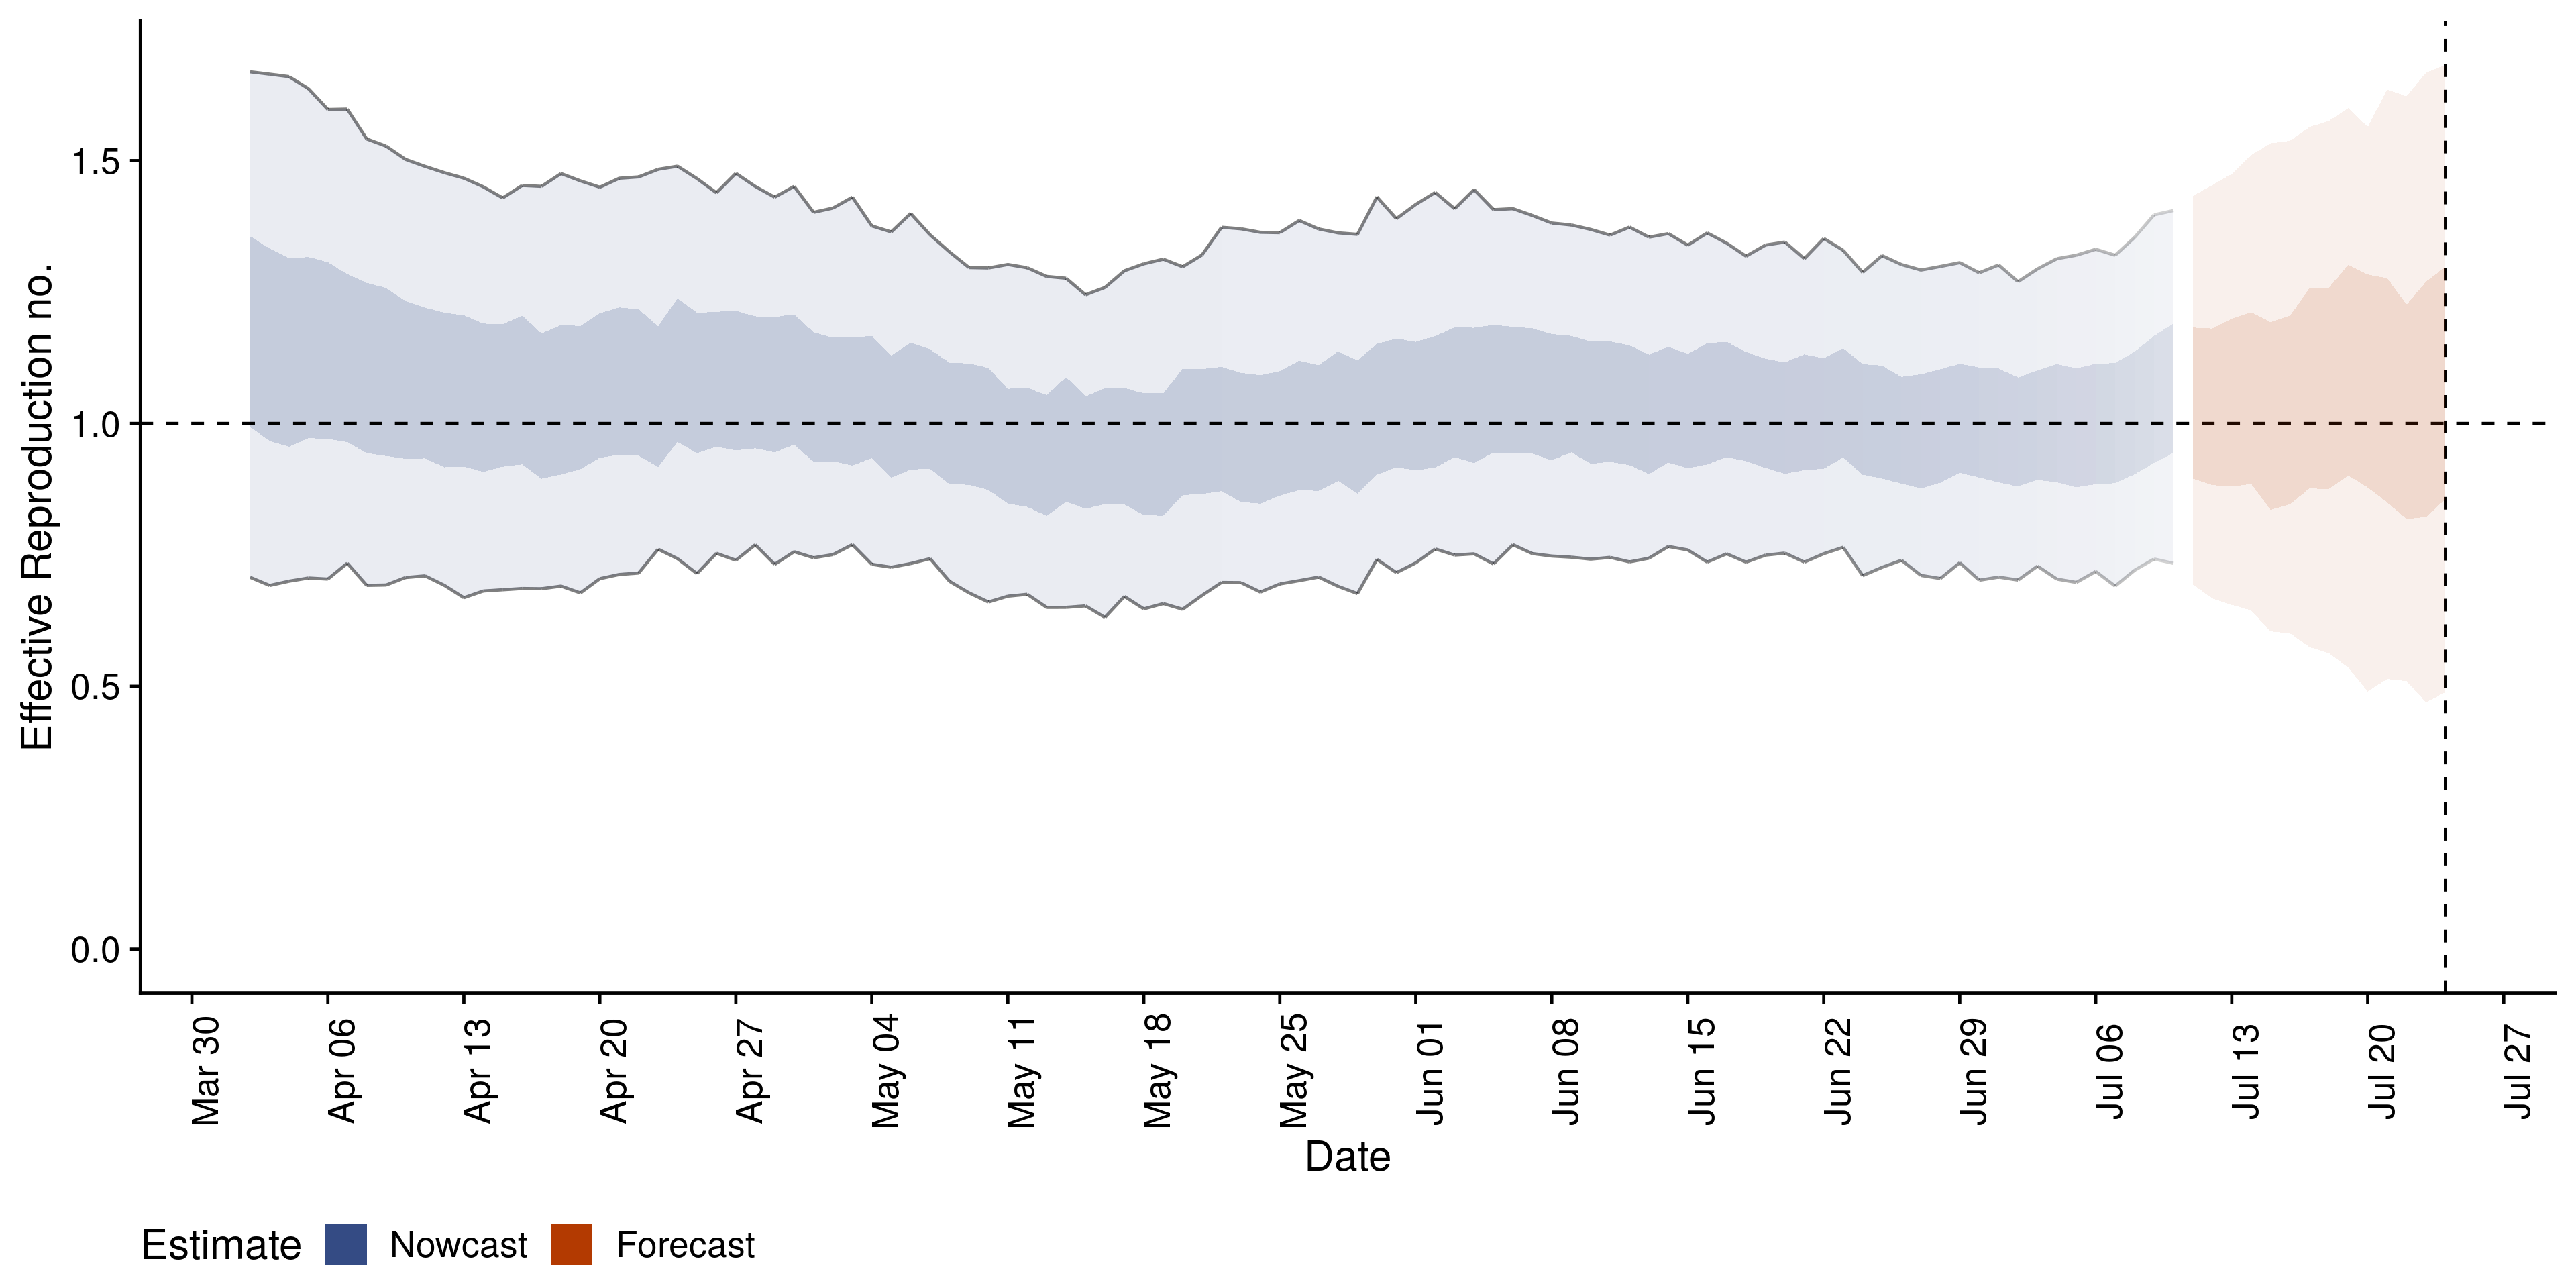 Effective Reproduction no.
1.5
1.0
0.5
0.0
Mar 30
Apr 06
Apr 13
Apr 20
Apr 27
May 04
May 11
May 18
May 25
Jun 01
Jun 08
Jun 15
Jun 22
Jun 29
Jul 06
Jul 13
Jul 20
Jul 27
Date
Estimate Nowcast Forecast